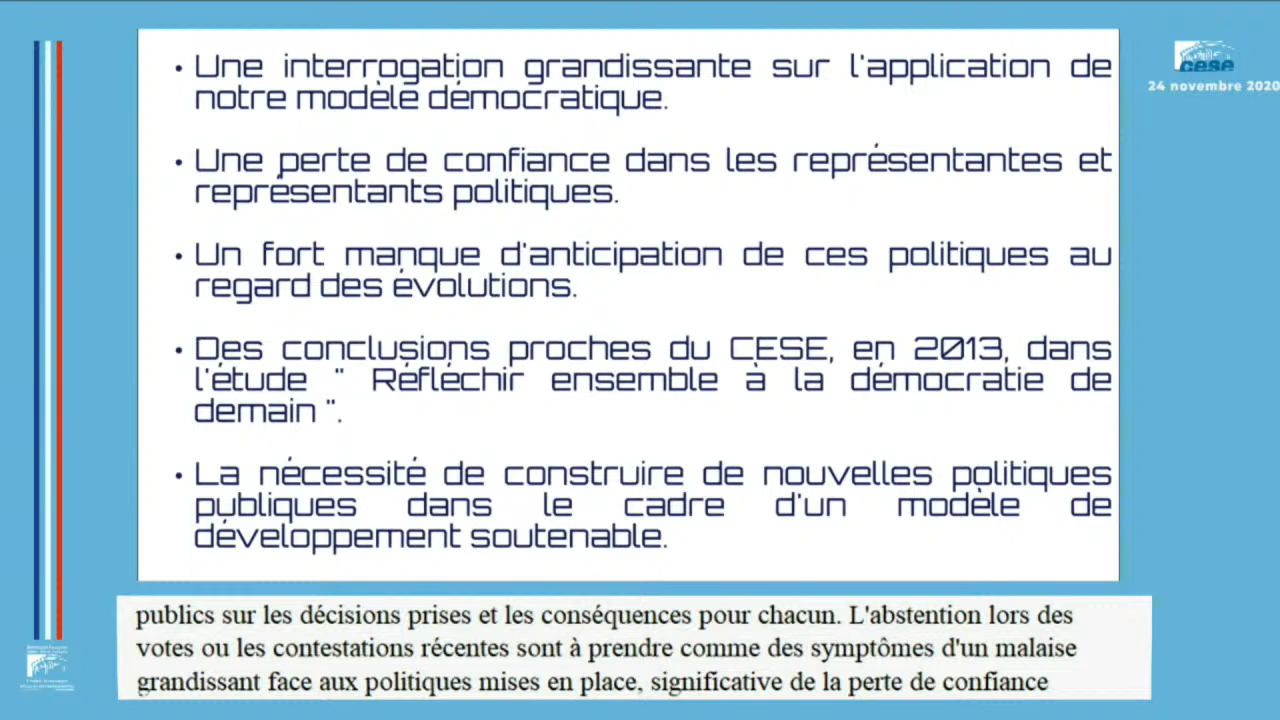 • Une interrogation grandissante sur l'application de
notre modèle démocratique.
• Une perte de confiance dans les représentantes et
représentants politiques.
• Un fort manque d'anticipation de ces politiques au
regard des évolutions.
• Des conclusions proches du CESE, en 2013, dans
l'étude " Réfléchir ensemble à la démocratie de
demain ".
• La nécessité de construire de nouvelles politiques
publiques dans le cadre d'un modèle de
développement soutenable.
cese
24 novembre 2020
publics sur les décisions prises et les conséquences pour chacun. L'abstention lors des
votes ou les contestations récentes sont à prendre comme des symptômes d'un malaise
grandissant face aux politiques mises en place, significative de la perte de confiance